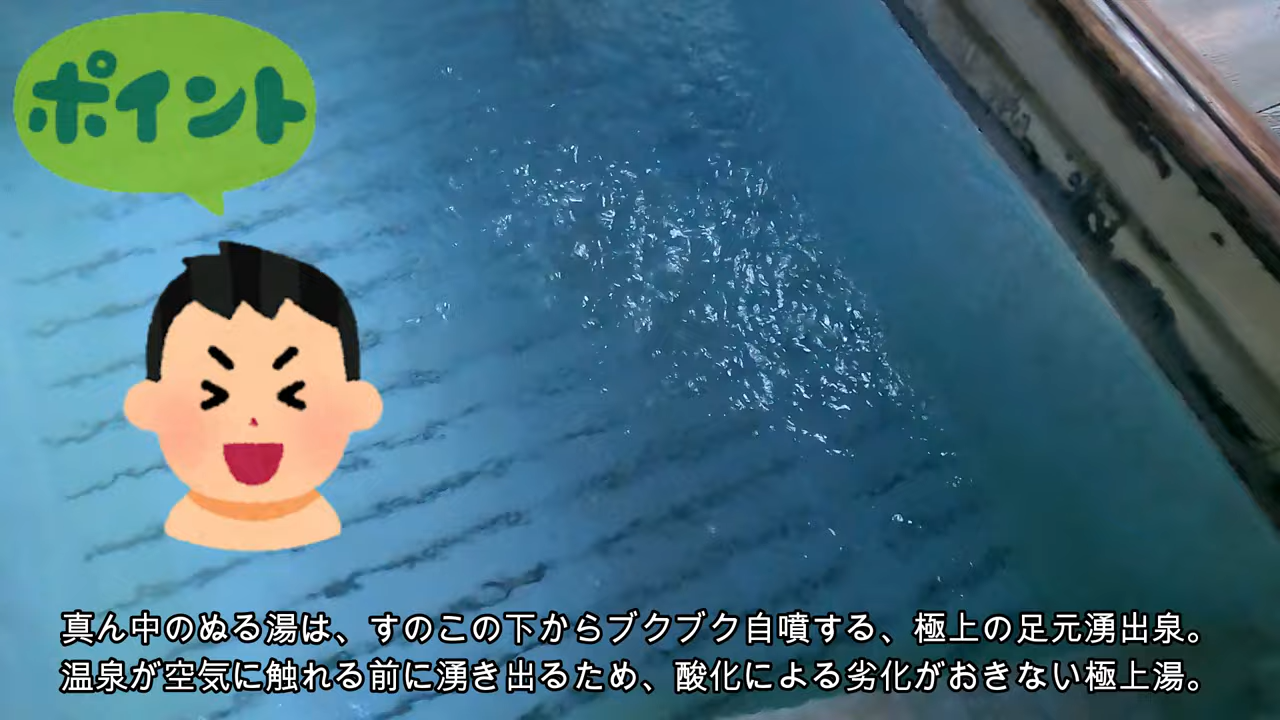 ポイント
真ん中のぬる湯は、すのこの下からブクブク自噴する、極上の足元湧出泉。
温泉が空気に触れる前に湧き出るため、酸化による劣化がおきない極上湯。